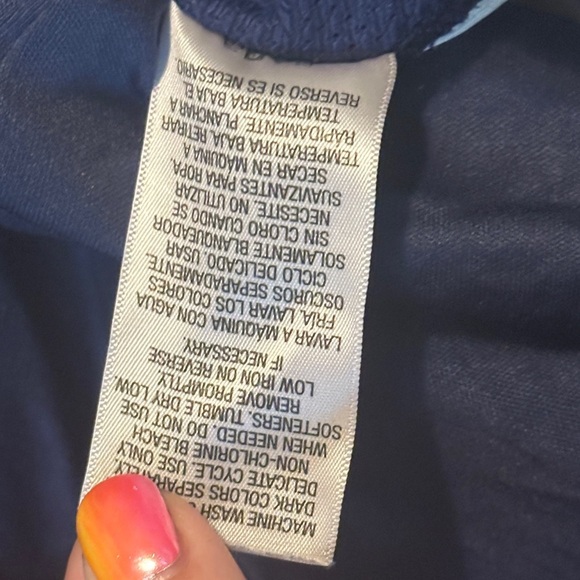 MACHINE WASH
DARK COLORS SEPARATELY
DELICATE CYCLE. USE ONLY
NON-CHLORINE BLEACH
WHEN NEEDED. DO NOT USE
SOFTENERS. TUMBLE DRY LOW.
REMOVE PROMPTLY.
LOW IRON ON REVERSE
IF NECESSARY.
LAVAR A MÁQUINA CON AGUA
FRÍA. LAVAR LOS COLORES
OSCUROS SEPARADAMENTE.
CICLO DELICADO. USAR
SOLAMENTE BLANQUEADOR
SIN CLORO CUANDO SE
NECESITE. NO UTILIZAR
SUAVIZANTES PARA ROPA.
SECAR EN MÁQUINA A
TEMPERATURA BAJA. RETIRAR
RÁPIDAMENTE. PLANCHAR A
TEMPERATURA BAJA EL
REVERSO SI ES NECESARIO.